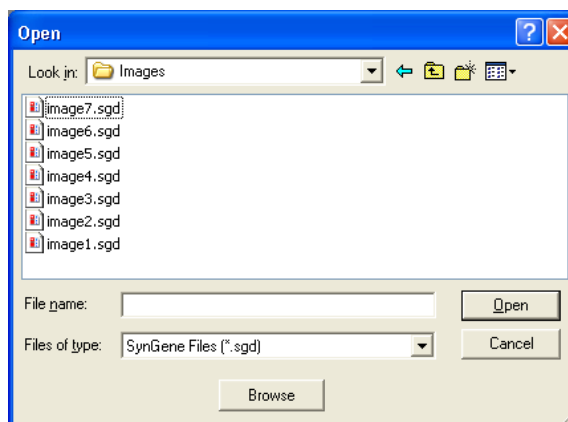 Open
Look in: Images
image7.sgd
image6.sgd
image5.sgd
image4.sgd
image3.sgd
image2.sgd
image1.sgd
File name: Open
Files of type: SynGene Files (*.sgd) Cancel
Browse